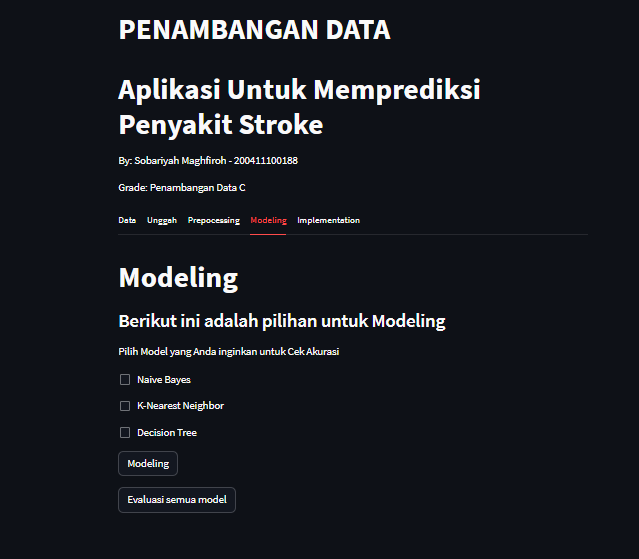 PENAMBANGAN DATA
Aplikasi Untuk Memprediksi
Penyakit Stroke
By: Sobariyah Maghfiroh - 200411100188
Grade: Penambangan Data C
Data Unggah Prepocessing Modeling Implementation
Modeling
Berikut ini adalah pilihan untuk Modeling
Pilih Model yang Anda inginkan untuk Cek Akurasi
Naive Bayes
K-Nearest Neighbor
Decision Tree
Modeling
Evaluasi semua model